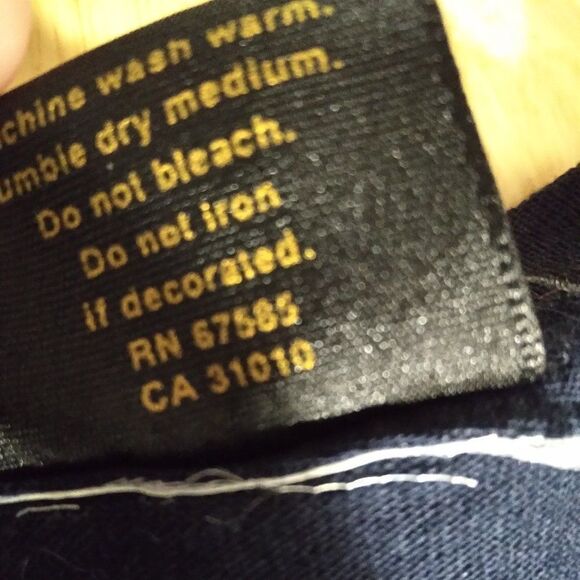 chine wash warm.
umble dry medium.
Do not bleach.
Do not iron
if decorated.
RN 67585
CA 31010